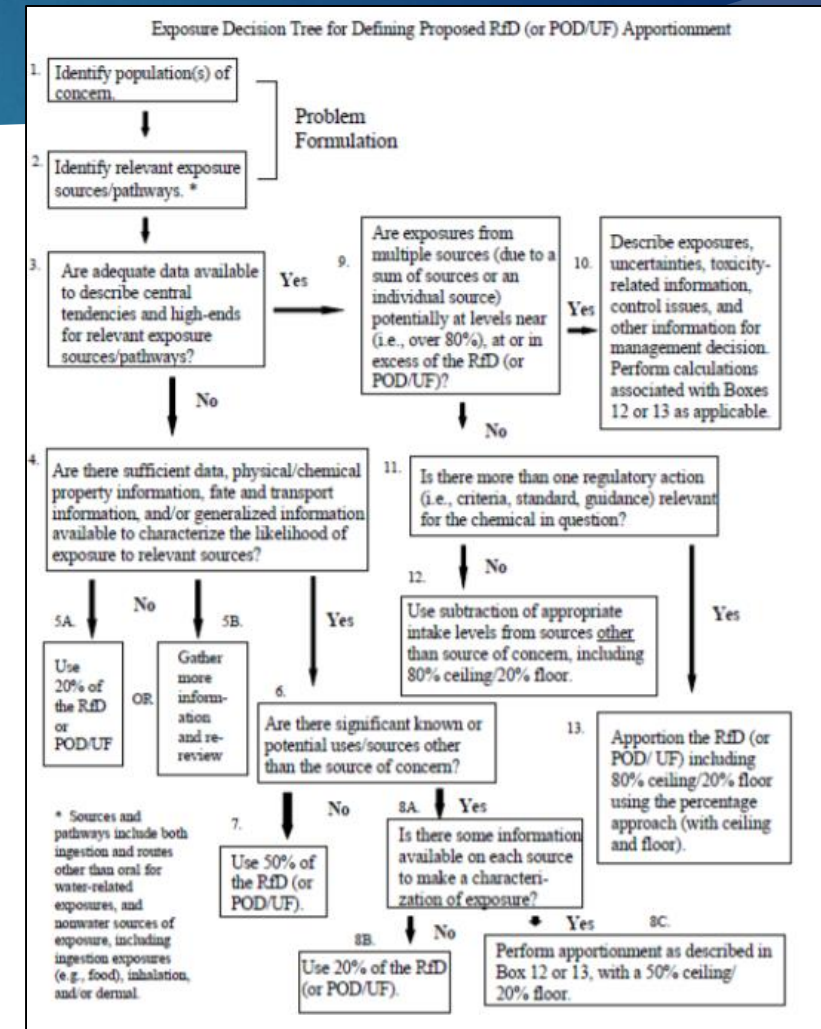 Exposure Decision Tree for Defining Proposed RfD (or POD/UF) Apportionment
1.
Identify population(s) of
concern.
Problem
Formulation
2.
Identify relevant exposure
sources/pathways. *
3.
Are adequate data available
to describe central
tendencies and high-ends
for relevant exposure
sources/pathways?
Yes
No
9.
Are exposures from
multiple sources (due to a
sum of sources or an
individual source)
potentially at levels near
(i.e., over 80%), at or in
excess of the RfD (or
POD/UF)?
Yes
No
10.
Describe exposures,
uncertainties, toxicity-
related information,
control issues, and
other information for
management decision.
Perform calculations
associated with Boxes
12 or 13 as applicable.
4.
Are there sufficient data, physical/chemical
property information, fate and transport
information, and/or generalized information
available to characterize the likelihood of
exposure to relevant sources?
No
Yes
11.
Is there more than one regulatory action
(i.e., criteria, standard, guidance) relevant
for the chemical in question?
No
Yes
5A.
Use
20% of
the RfD
or
POD/UF
OR
5B.
Gather
more
inform-
ation
and re-
review
12.
Use subtraction of appropriate
intake levels from sources other
than source of concern, including
80% ceiling/20% floor.
6.
Are there significant known or
potential uses/sources other
than the source of concern?
No
Yes
13.
Apportion the RfD (or
POD/ UF) including
80% ceiling/20% floor
using the percentage
approach (with ceiling
and floor).
7.
Use 50% of
the RfD (or
POD/UF).
8A.
Is there some information
available on each source
to make a characteri-
zation of exposure?
No
Yes
8B.
Use 20% of the RfD
(or POD/UF).
8C.
Perform apportionment as described in
Box 12 or 13, with a 50% ceiling/
20% floor.
* Sources and
pathways include both
ingestion and routes
other than oral for
water-related
exposures, and
nonwater sources of
exposure, including
ingestion exposures
(e.g., food), inhalation,
and/or dermal.